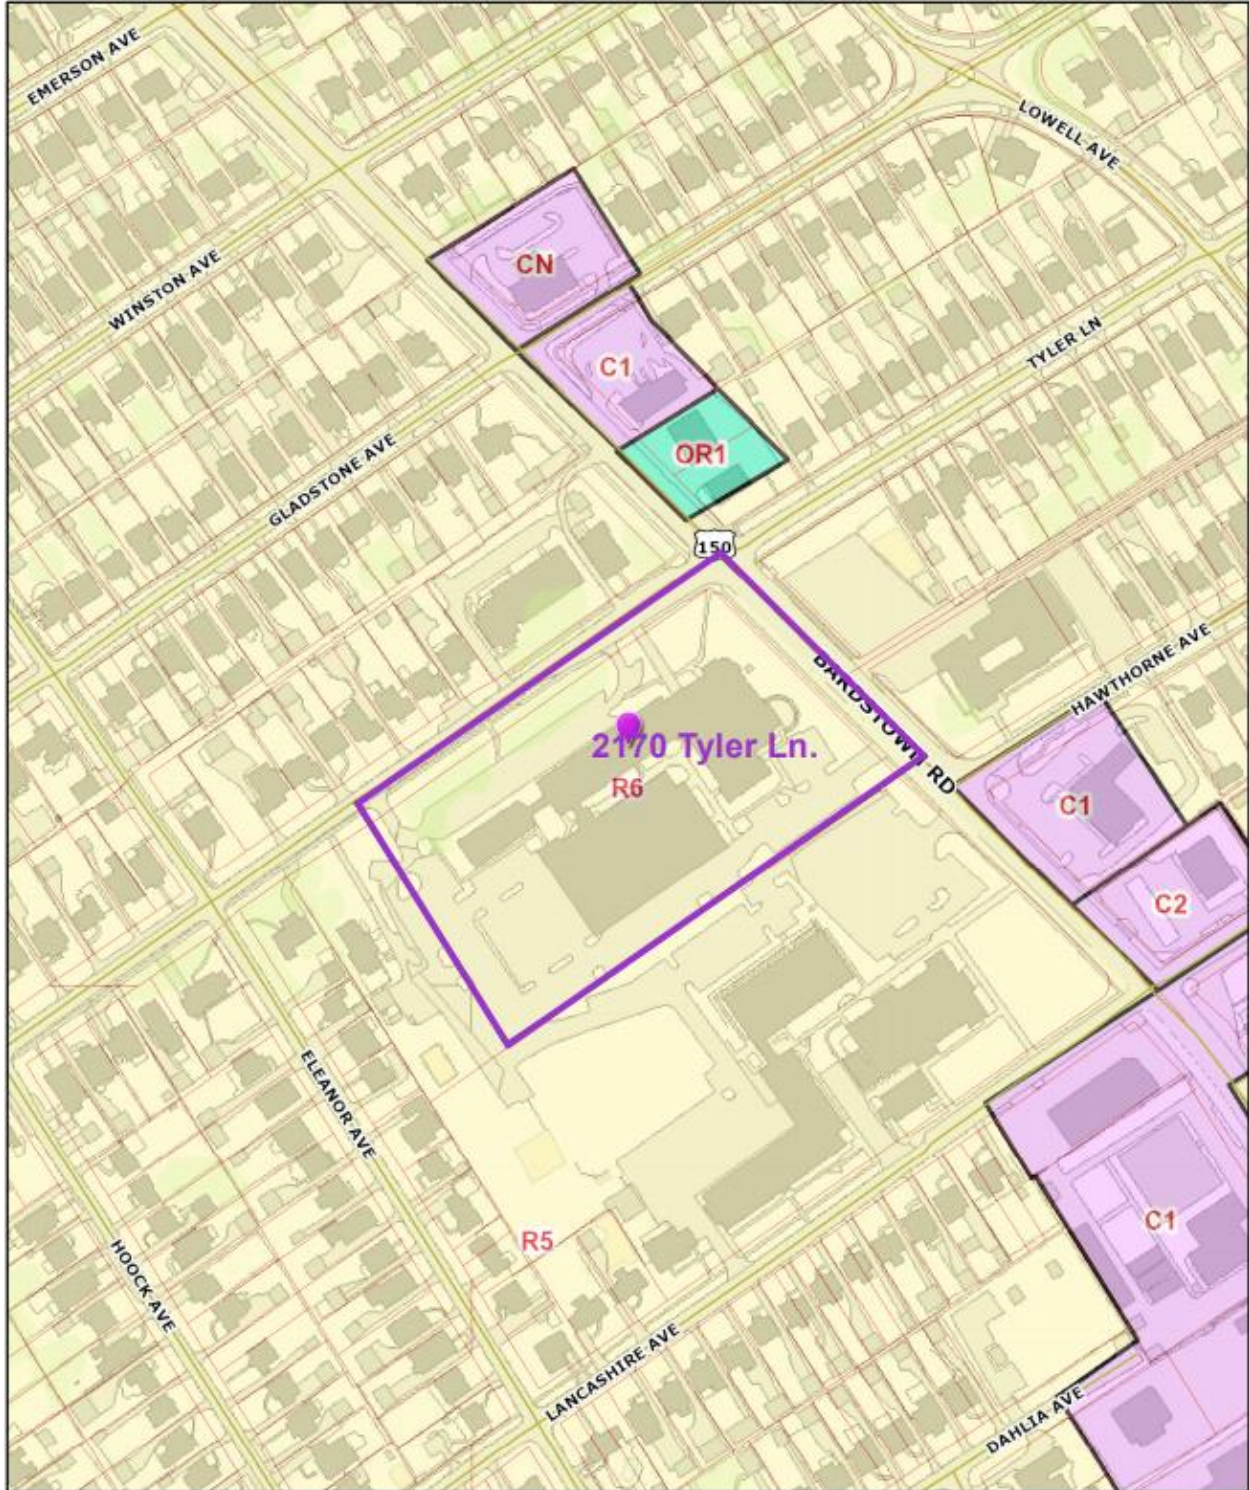 EMERSON AVE
LOWELL AVE
WINSTON AVE
CN
TYLER LN
C1
GLADSTONE AVE
OR1
150
HAWTHORNE AVE
BARDSTOWN RD
2170 Tyler Ln.
R6
C1
C2
ELEANOR AVE
C1
R5
HOOCK AVE
LANCASHIRE AVE
DAHLIA AVE